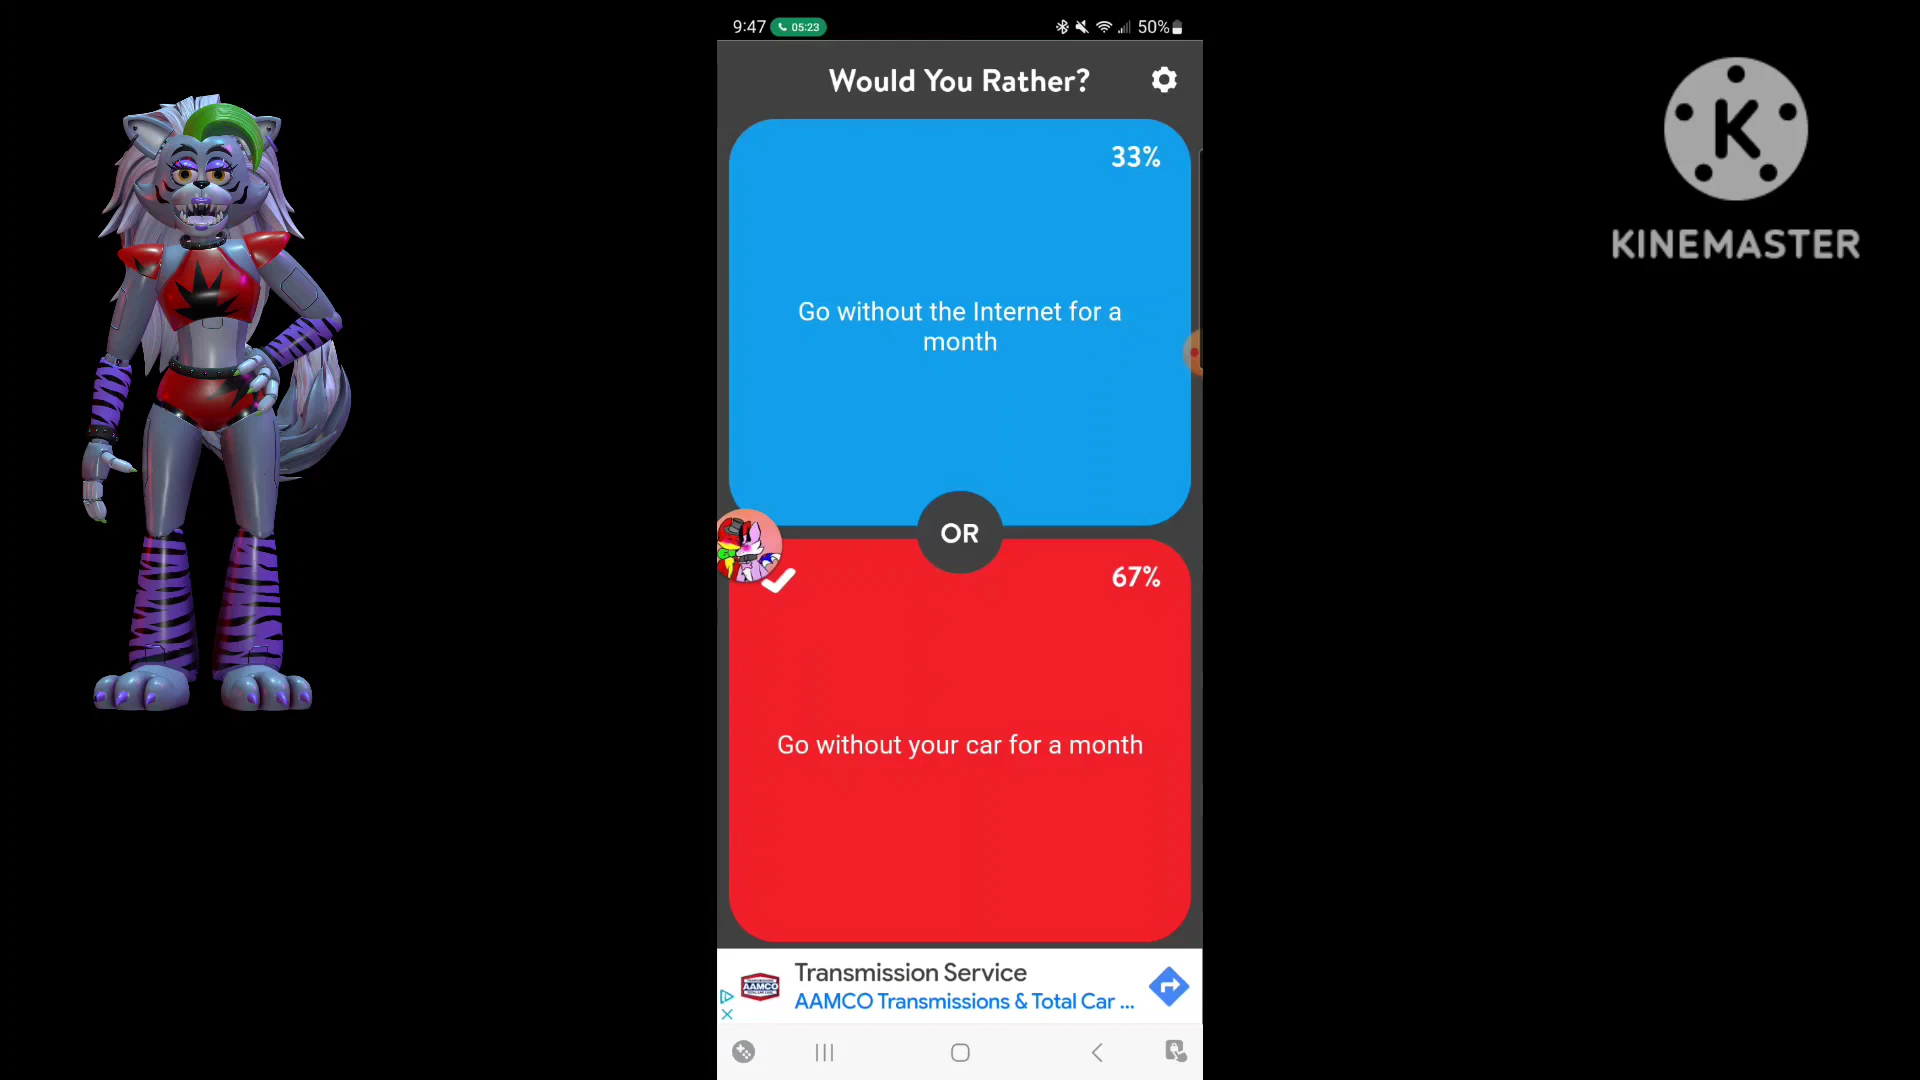 9:47 05:23 50%
Would You Rather?
33%
Go without the Internet for a
month
OR
67%
Go without your car for a month
Transmission Service
AAMCO
AAMCO Transmissions & Total Car ...
K
KINEMASTER